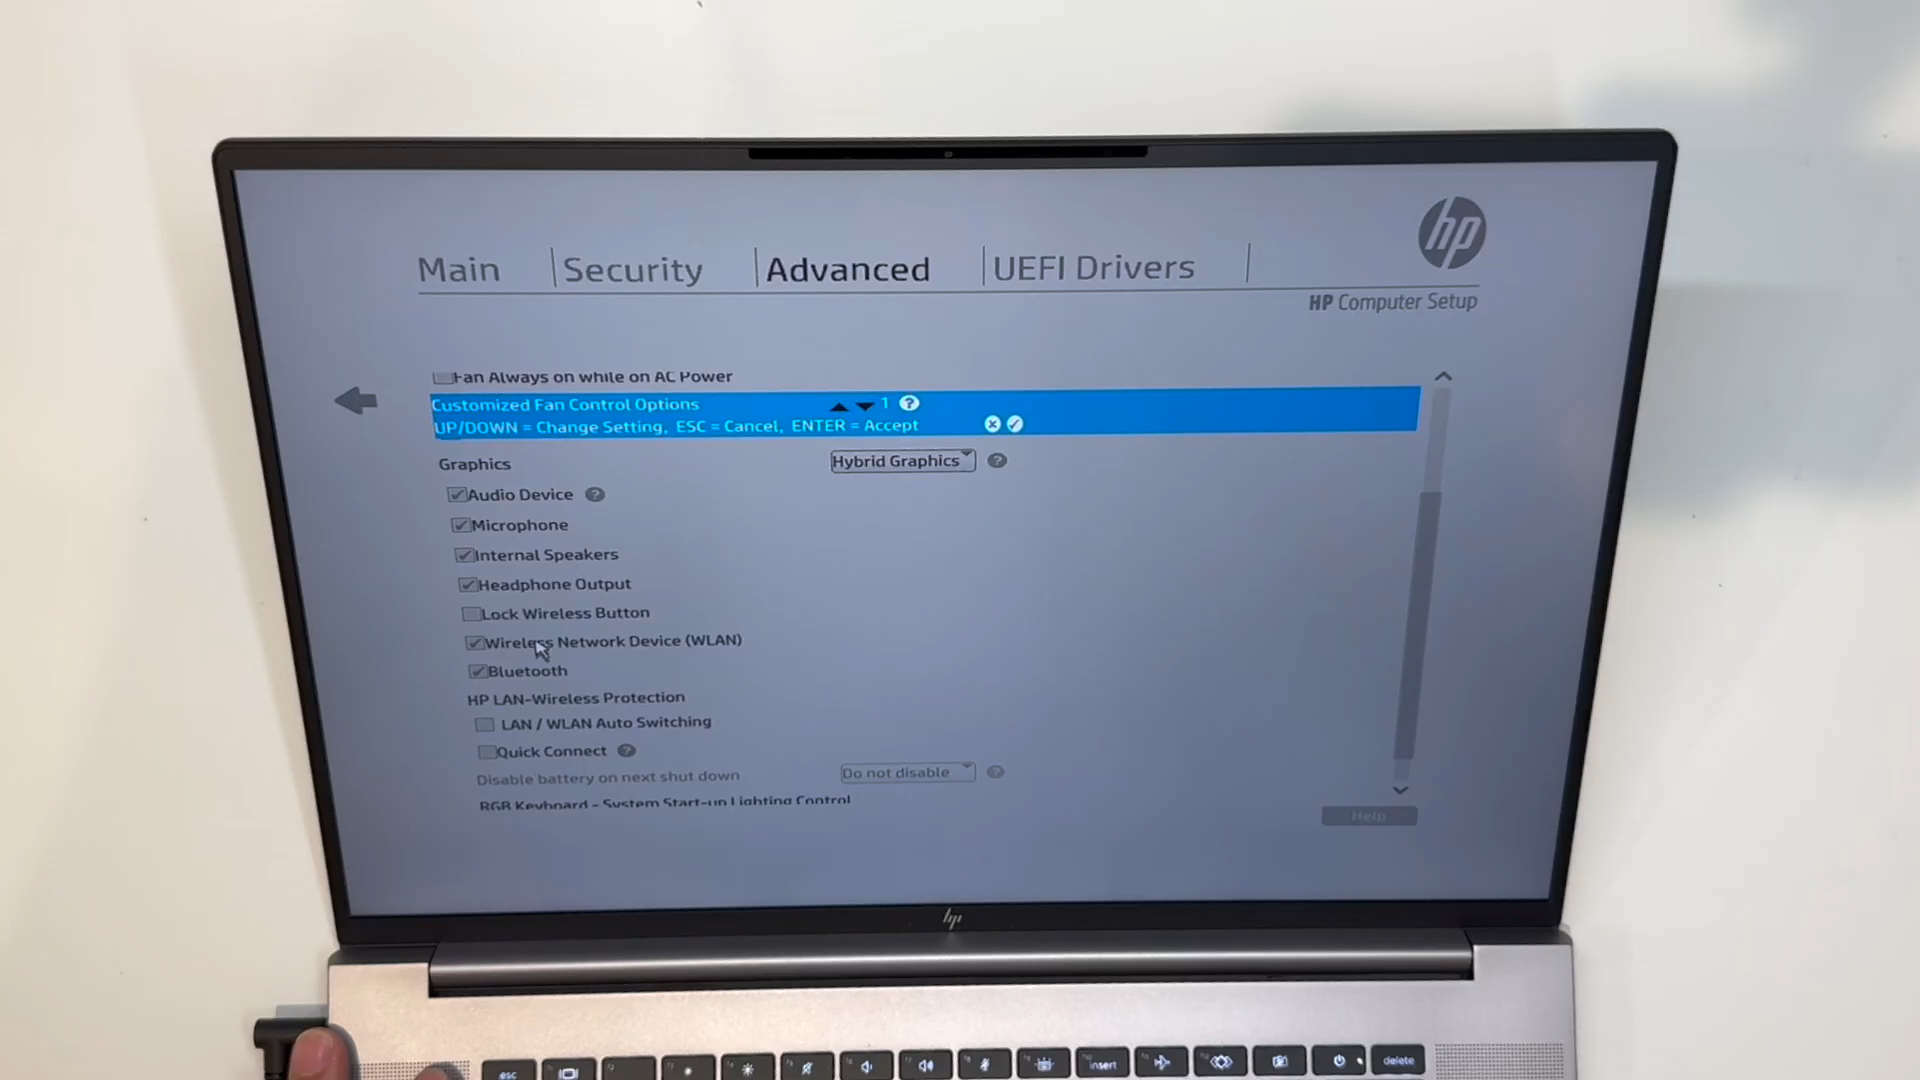 hp
Main Security Advanced UEFI Drivers
HP Computer Setup
Fan Always on while on AC Power
Customized Fan Control Options 1 ?
UP/DOWN = Change Setting, ESC = Cancel, ENTER = Accept
Graphics Hybrid Graphics ?
Audio Device ?
Microphone
Internal Speakers
Headphone Output
Lock Wireless Button
Wireless Network Device (WLAN)
Bluetooth
HP LAN-Wireless Protection
LAN / WLAN Auto Switching
Quick Connect ?
Disable battery on next shut down Do not disable ?
RGB Keyboard - System Start-up Lighting Control
Help
hp
esc insert delete